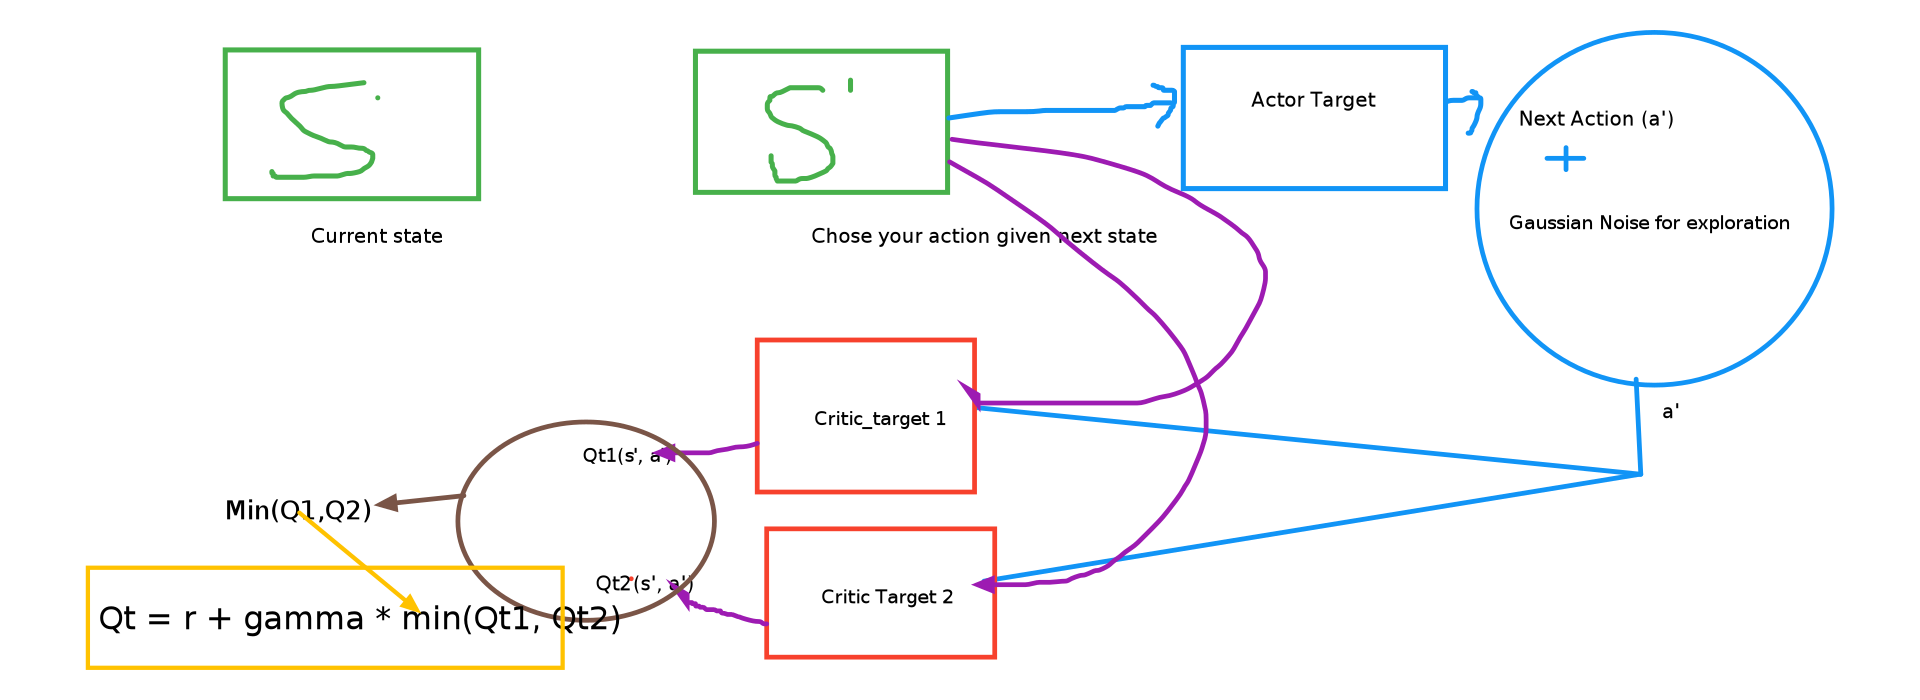 S
S'
Actor Target
Next Action (a')
+
Gaussian Noise for exploration
Current state
Chose your action given next state
a'
Critic_target 1
Qt1(s', a')
Min(Q1,Q2)
Qt2(s', a')
Critic Target 2
Qt = r + gamma * min(Qt1, Qt2)